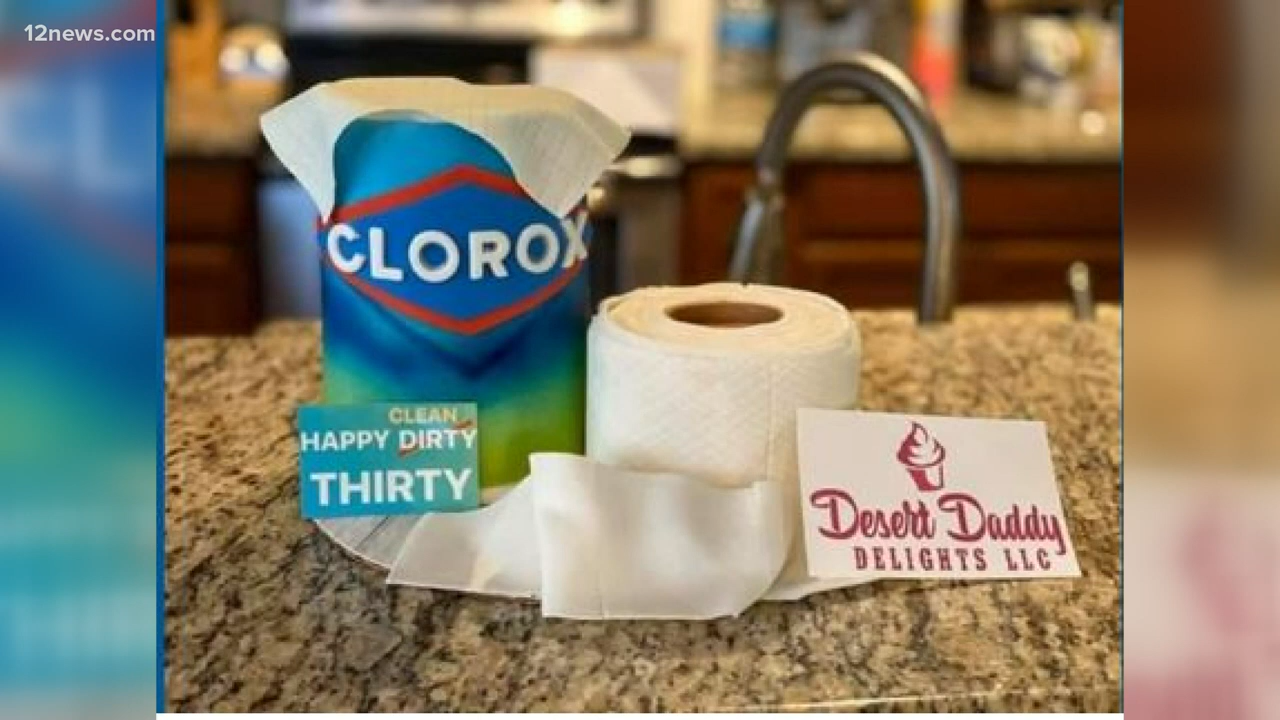 12news.com
CLOROX
CLEAN
HAPPY DIRTY
THIRTY
Desert Daddy
DELIGHTS LLC